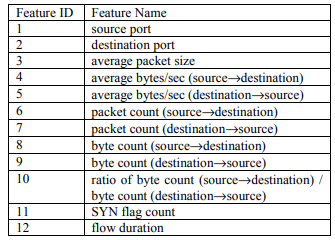 Feature ID Feature Name
1 source port
2 destination port
3 average packet size
4 average bytes/sec (source→destination)
5 average bytes/sec (destination→source)
6 packet count (source→destination)
7 packet count (destination→source)
8 byte count (source→destination)
9 byte count (destination→source)
10 ratio of byte count (source→destination) /
byte count (destination→source)
11 SYN flag count
12 flow duration